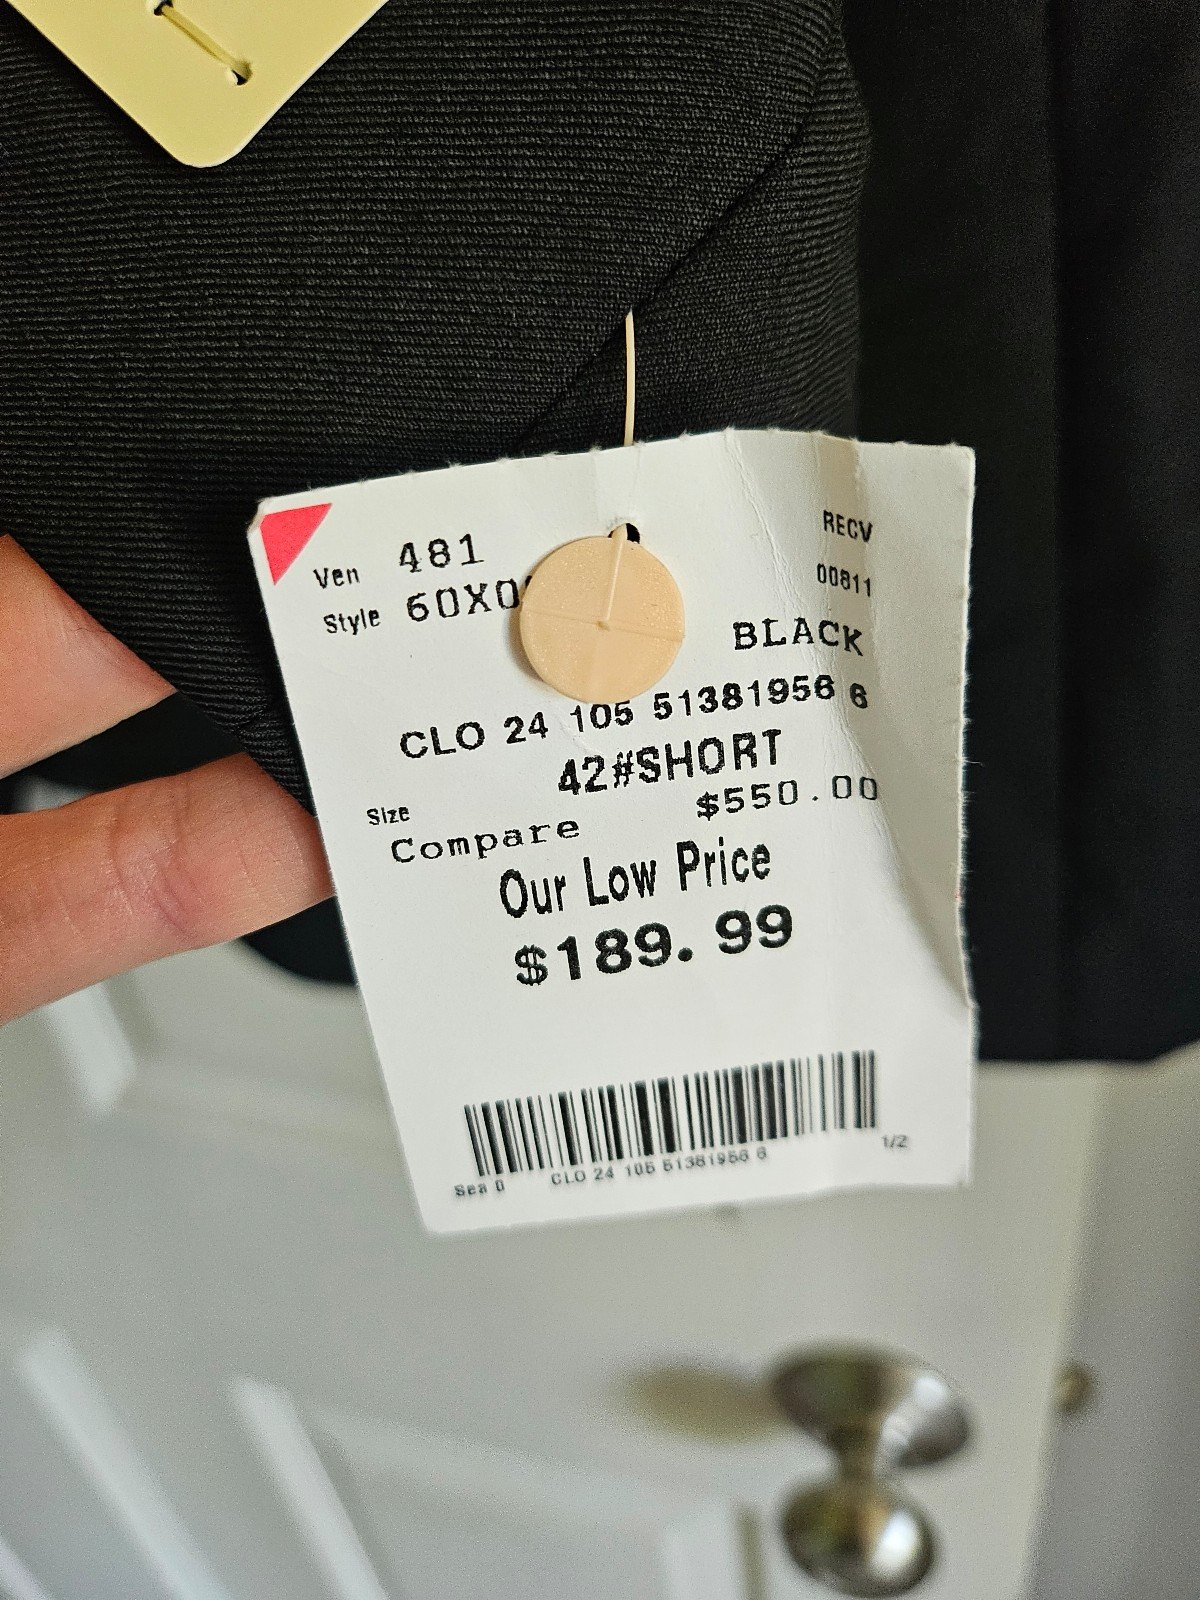 RECV
Ven 481
00811
Style 60X0
BLACK
CLO 24 105 51381956 6
42#SHORT
Size
Compare $550.00
Our Low Price
$189.99
Sea 0 CLO 24 105 51381956 6 1/2